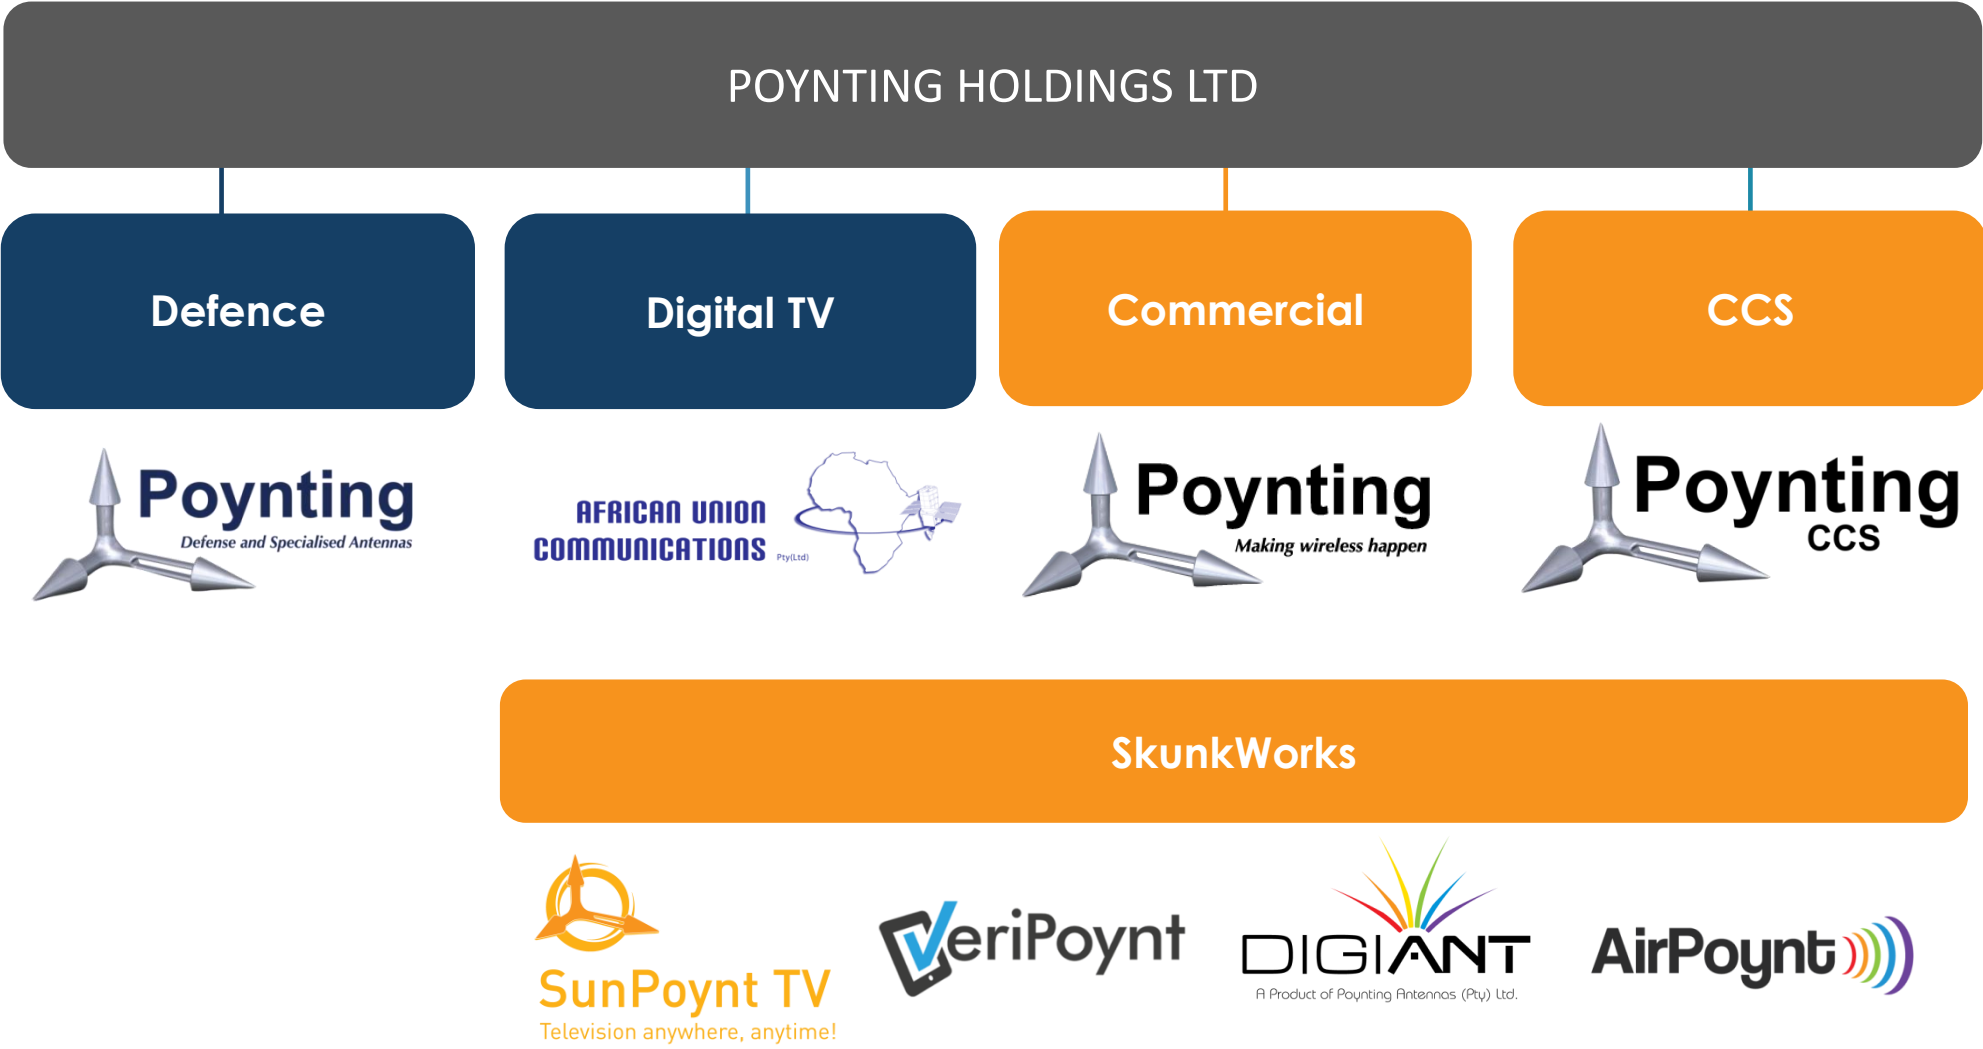 POYNTING HOLDINGS LTD
Defence
Digital TV
Commercial
CCS
Poynting
Defense and Specialised Antennas
AFRICAN UNION
COMMUNICATIONS Pty(Ltd)
Poynting
Making wireless happen
Poynting
CCS
SkunkWorks
SunPoynt TV
Television anywhere, anytime!
VeriPoynt
DIGIANT
A Product of Poynting Antennas (Pty) Ltd.
AirPoynt